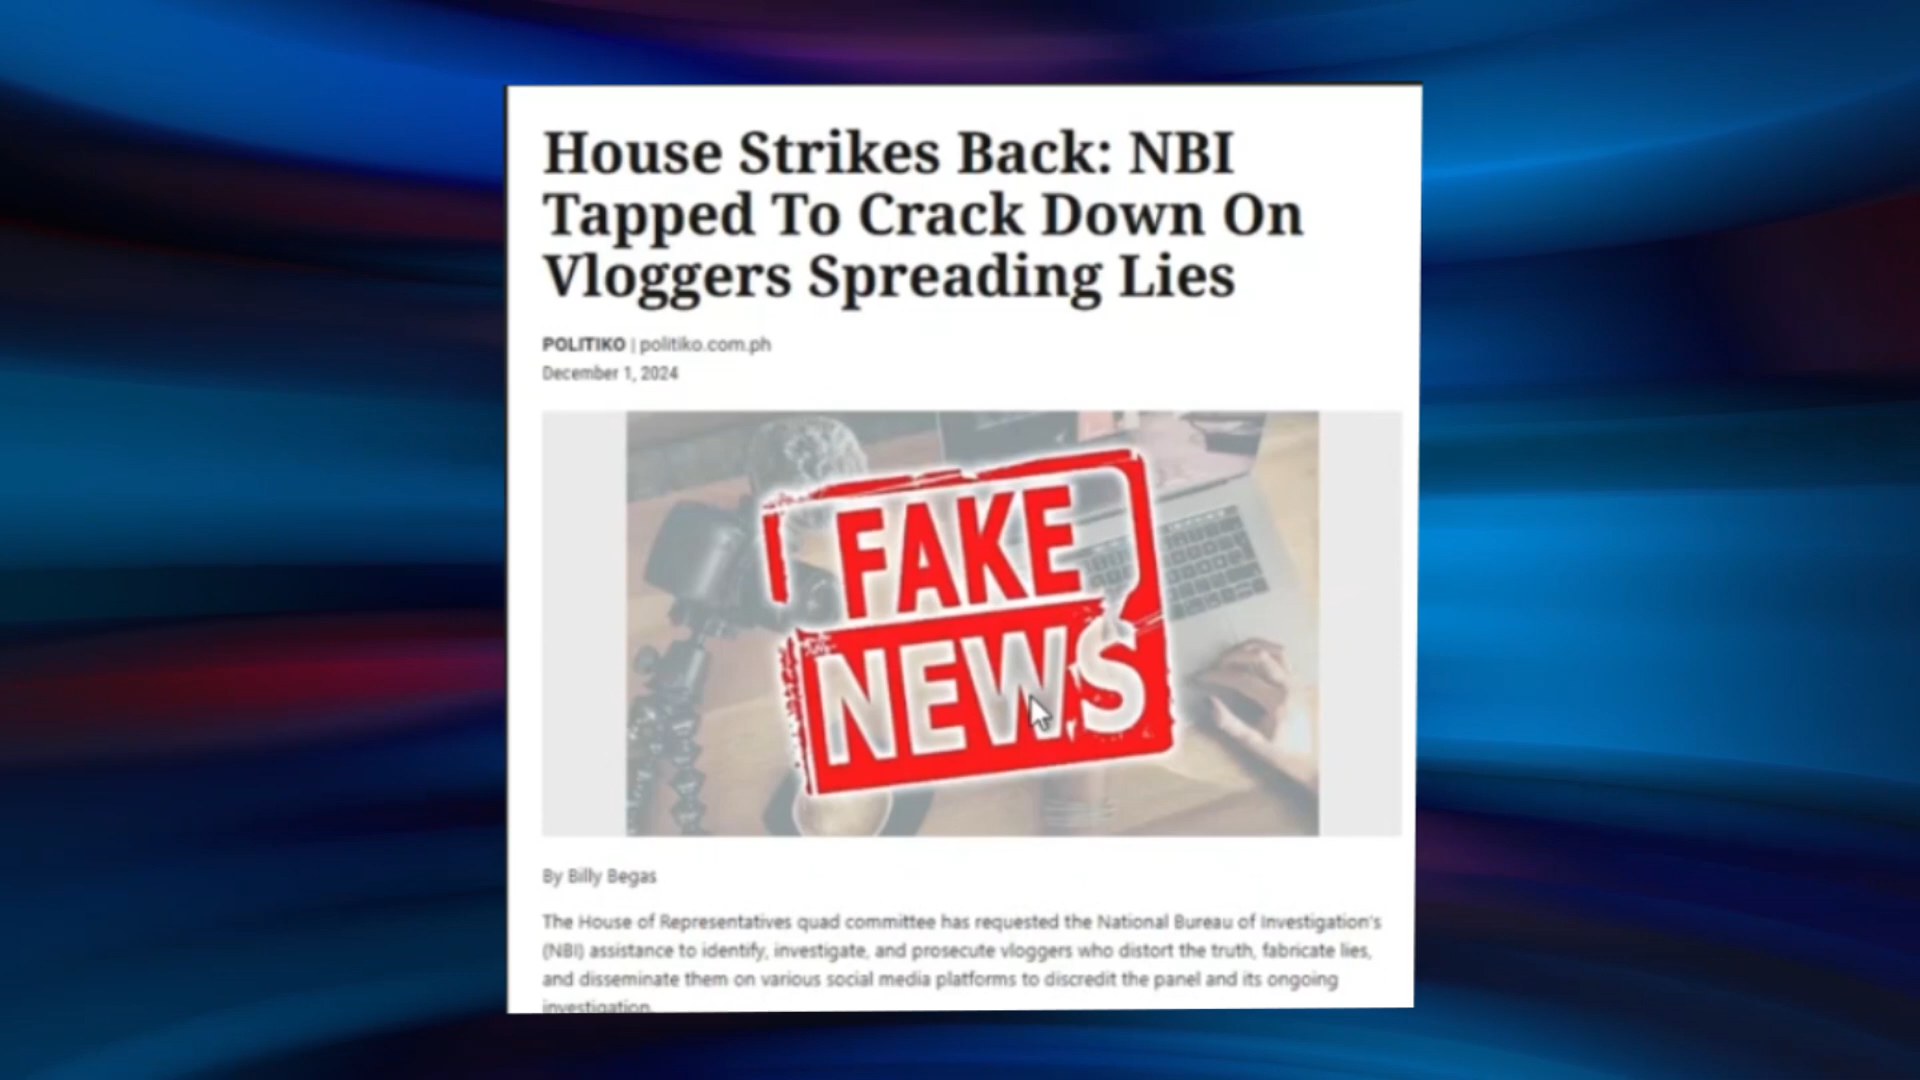 House Strikes Back: NBI
Tapped To Crack Down On
Vloggers Spreading Lies
POLITIKO | politiko.com.ph
December 1, 2024
FAKE
NEWS
By Billy Begas
The House of Representatives quad committee has requested the National Bureau of Investigation's
(NBI) assistance to identify, investigate, and prosecute vloggers who distort the truth, fabricate lies,
and disseminate them on various social media platforms to discredit the panel and its ongoing
investigation.